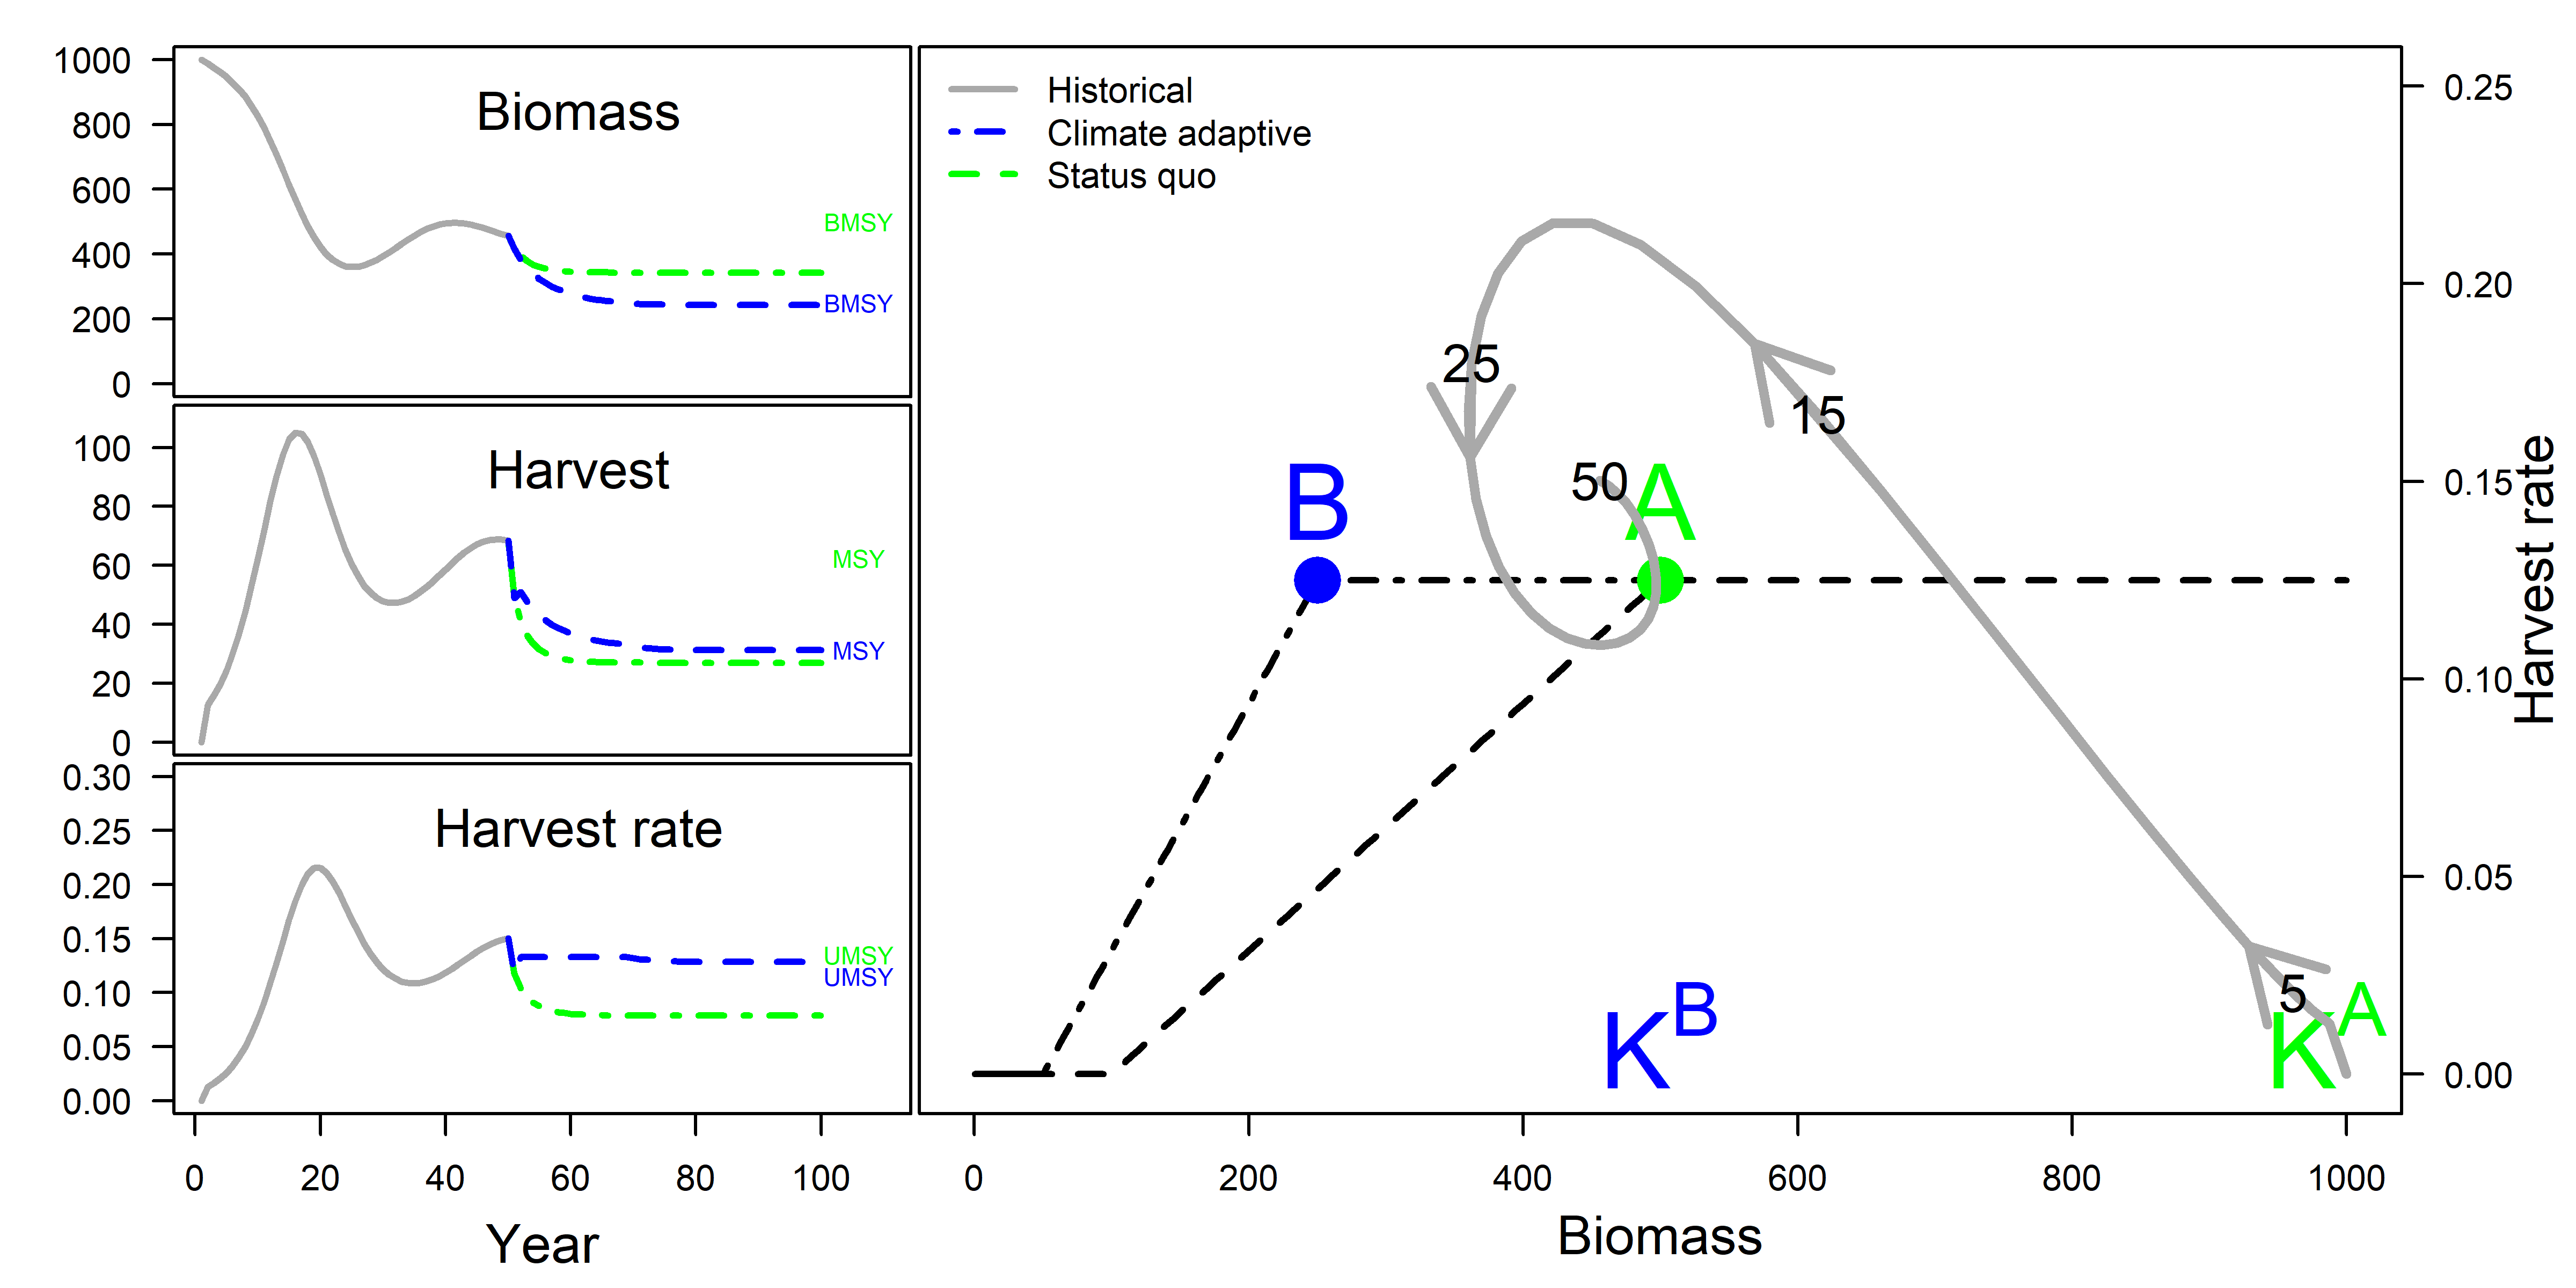 Biomass
1000
800
600
400
200
0
BMSY
BMSY
Harvest
100
80
60
40
20
0
MSY
MSY
Harvest rate
0.30
0.25
0.20
0.15
0.10
0.05
0.00
UMSY
UMSY
0 20 40 60 80 100
Year
Historical
Climate adaptive
Status quo
25
15
50
B
A
5
K^B
K^A
0.25
0.20
0.15
0.10
0.05
0.00
Harvest rate
0 200 400 600 800 1000
Biomass